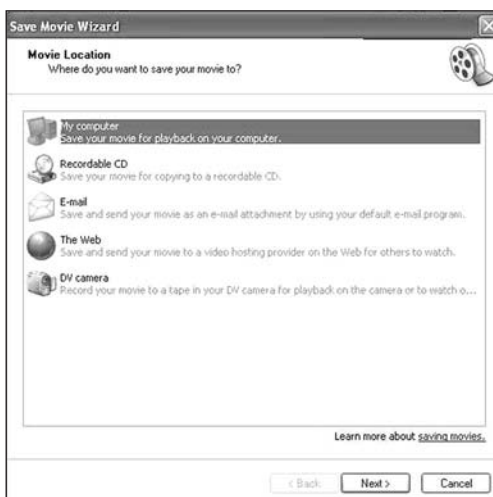 Save Movie Wizard
Movie Location
Where do you want to save your movie to?
My computer
Save your movie for playback on your computer.
Recordable CD
Save your movie for copying to a recordable CD.
E-mail
Save and send your movie as an e-mail attachment by using your default e-mail program.
The Web
Save and send your movie to a video hosting provider on the Web for others to watch.
DV camera
Record your movie to a tape in your DV camera for playback on the camera or to watch o...
Learn more about saving movies.
< Back Next > Cancel